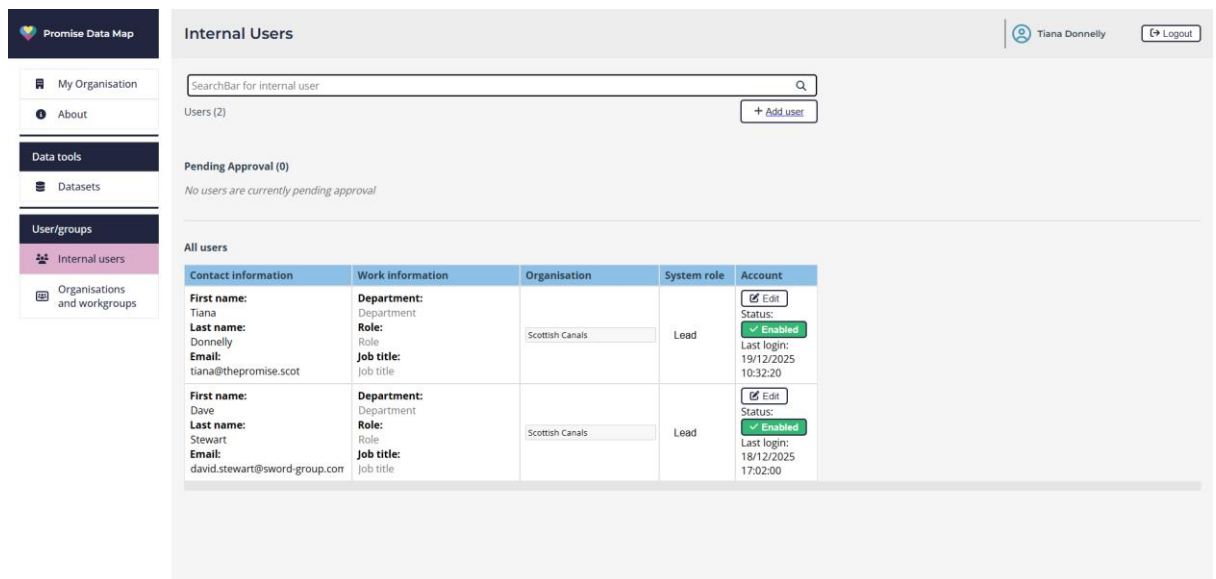 Promise Data Map
Internal Users
Tiana Donnelly
Logout
My Organisation
About
Data tools
Datasets
User/groups
Internal users
Organisations
and workgroups
SearchBar for internal user
Users (2)
+ Add user
Pending Approval (0)
No users are currently pending approval
All users
Contact information Work information Organisation System role Account
First name:
Tiana
Last name:
Donnelly
Email:
tiana@thepromise.scot
Department:
Department
Role:
Role
Job title:
Job title
Scottish Canals
Lead
Edit
Status:
Enabled
Last login:
19/12/2025
10:32:20
First name:
Dave
Last name:
Stewart
Email:
david.stewart@sword-group.com
Department:
Department
Role:
Role
Job title:
Job title
Scottish Canals
Lead
Edit
Status:
Enabled
Last login:
18/12/2025
17:02:00